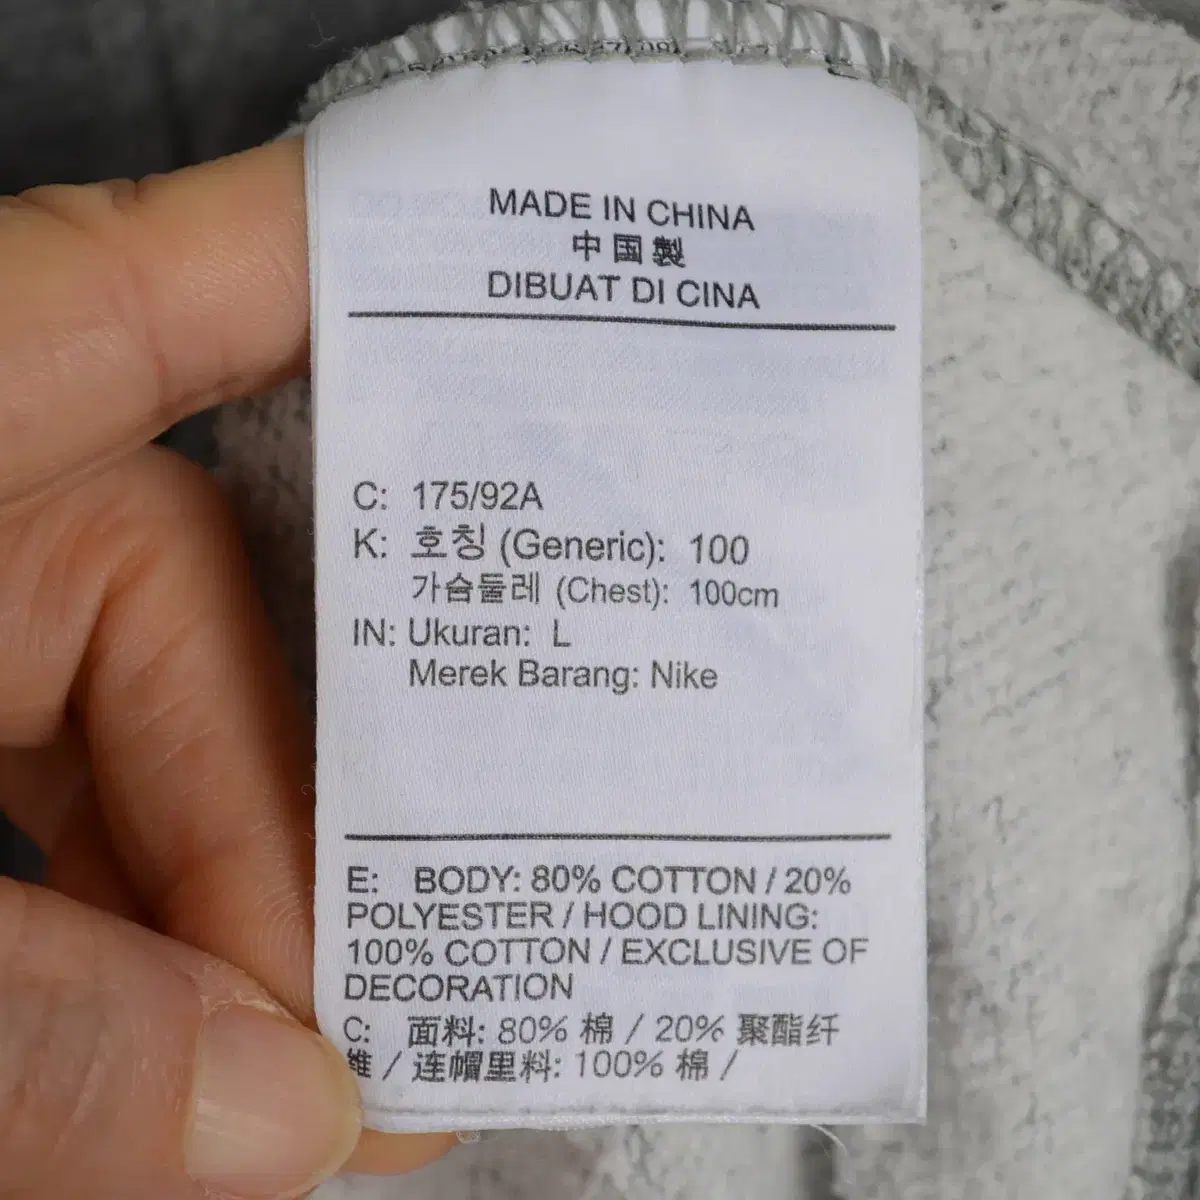 MADE IN CHINA
中国製
DIBUAT DI CINA
C: 175/92A
K: 호칭 (Generic): 100
가슴둘레 (Chest): 100cm
IN: Ukuran: L
Merek Barang: Nike
E: BODY: 80% COTTON / 20%
POLYESTER / HOOD LINING:
100% COTTON / EXCLUSIVE OF
DECORATION
C: 面料: 80% 棉 / 20% 聚酯纤
维 / 连帽里料: 100% 棉 /